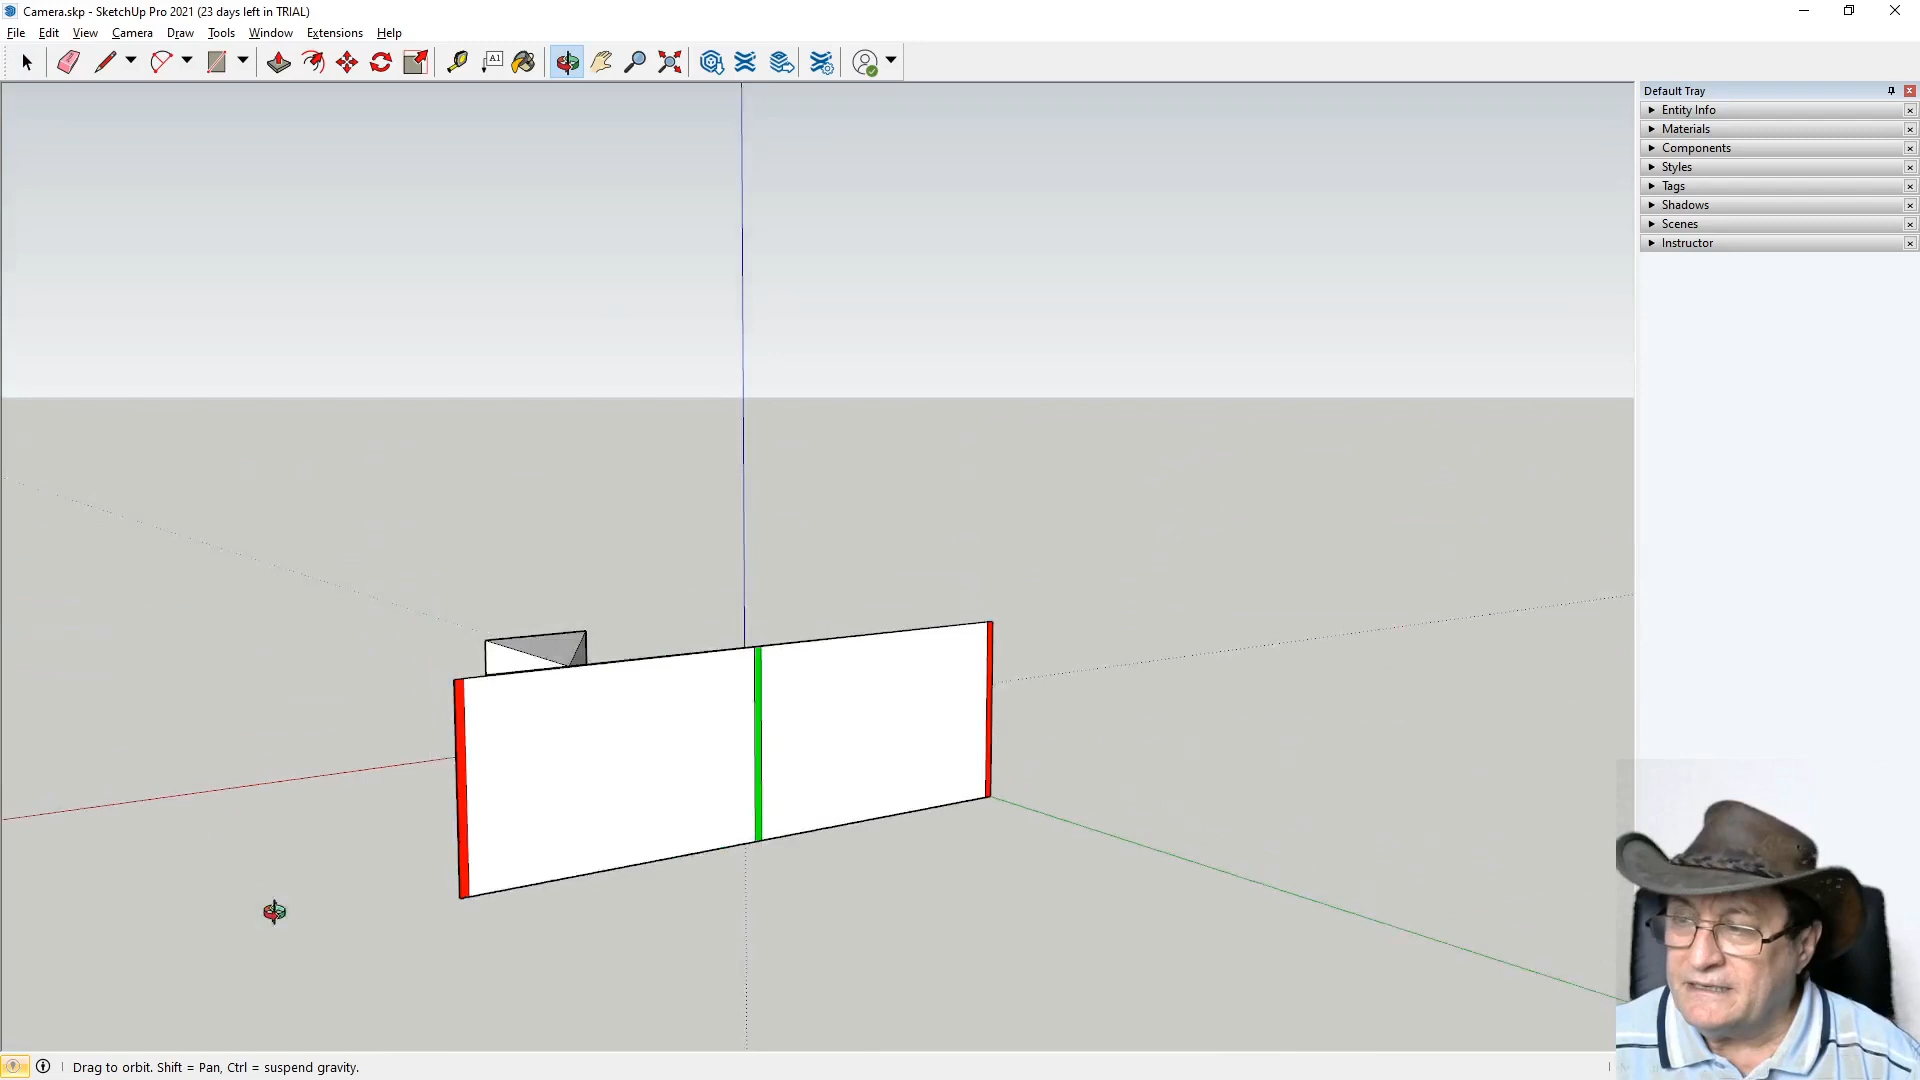 Camera.skp - SketchUp Pro 2021 (23 days left in TRIAL)
File Edit View Camera Draw Tools Window Extensions Help
A1
Default Tray
Entity Info
Materials
Components
Styles
Tags
Shadows
Scenes
Instructor
Drag to orbit. Shift = Pan, Ctrl = suspend gravity.